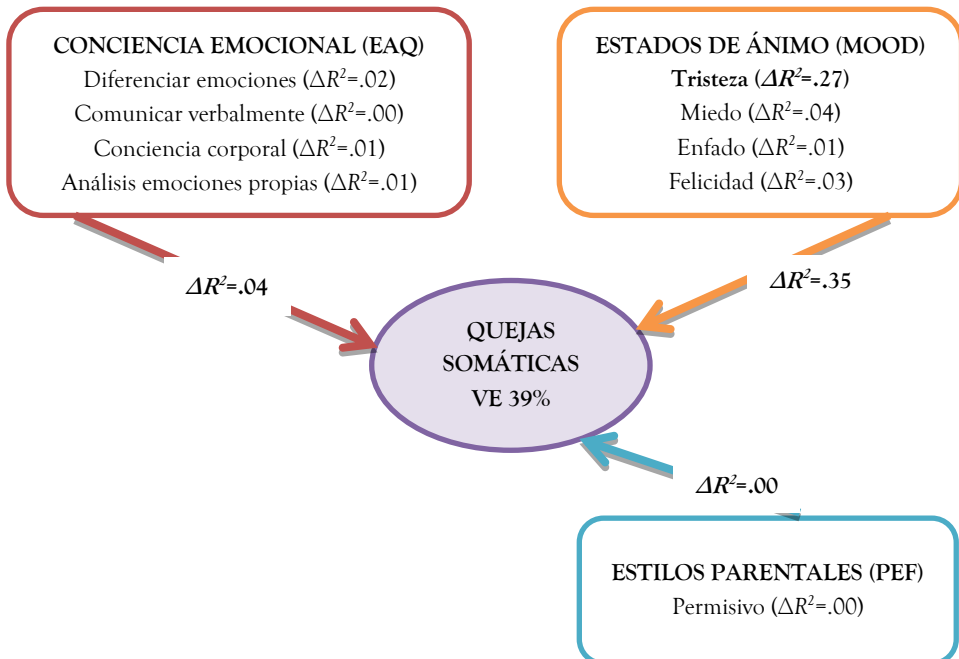 CONCIENCIA EMOCIONAL (EAQ)
Diferenciar emociones (ΔR²=.02)
Comunicar verbalmente (ΔR²=.00)
Conciencia corporal (ΔR²=.01)
Análisis emociones propias (ΔR²=.01)
ESTADOS DE ÁNIMO (MOOD)
Tristeza (ΔR²=.27)
Miedo (ΔR²=.04)
Enfado (ΔR²=.01)
Felicidad (ΔR²=.03)
ΔR²=.04
ΔR²=.35
QUEJAS
SOMÁTICAS
VE 39%
ΔR²=.00
ESTILOS PARENTALES (PEF)
Permisivo (ΔR²=.00)